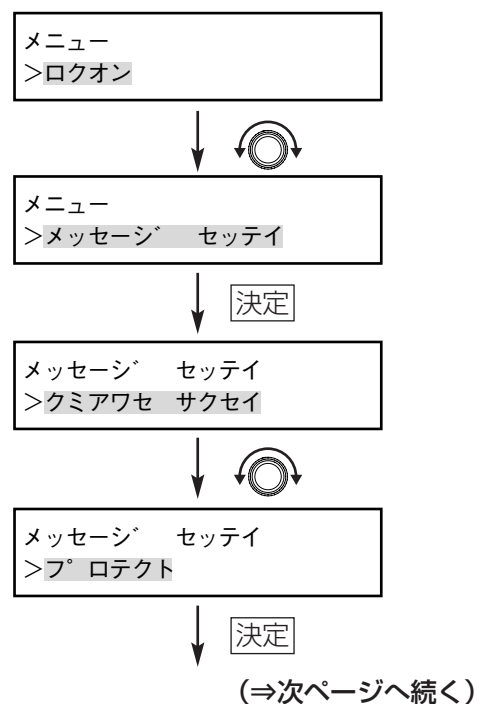 メニュー
>ロクオン
メニュー
>メッセージ　セッテイ
決定
メッセージ　セッテイ
>クミアワセ　サクセイ
メッセージ　セッテイ
>プロテクト
決定
(⇒次ページへ続く)